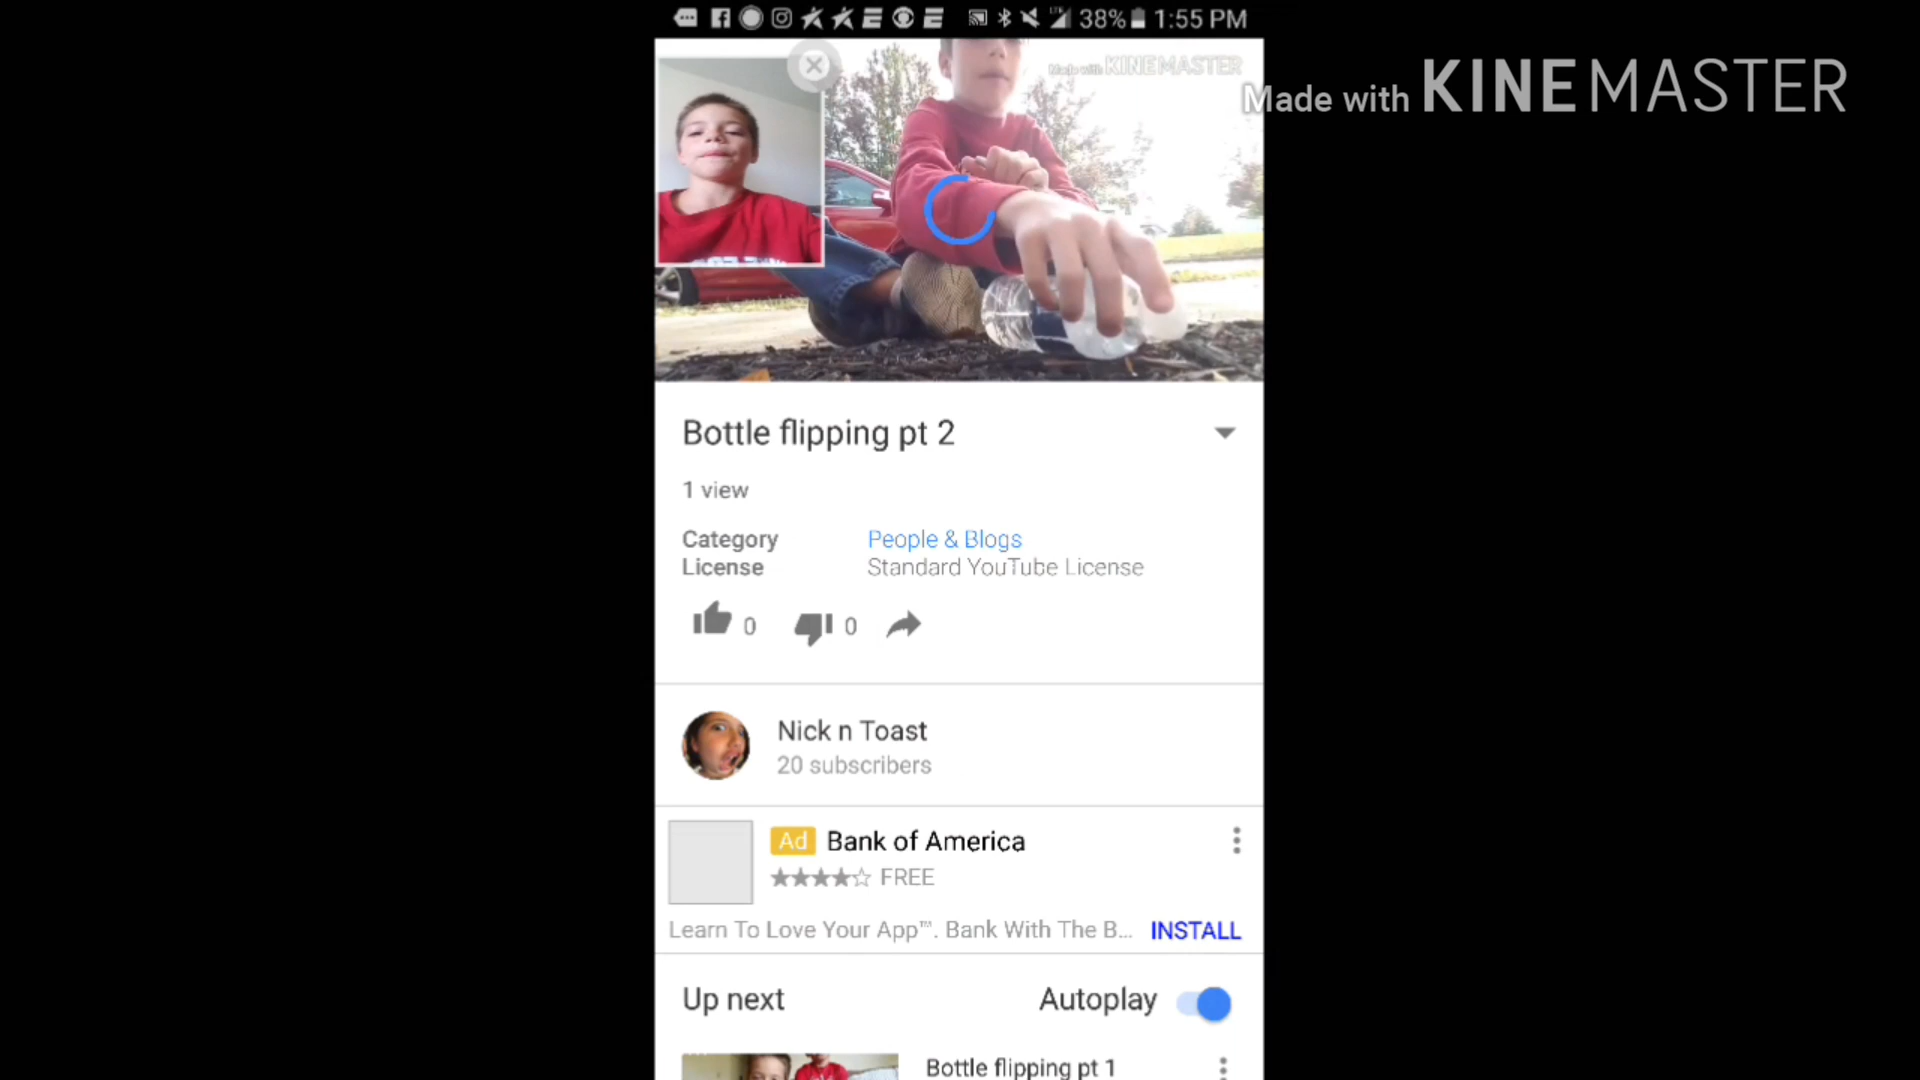 38% 1:55 PM
Made with KINEMASTER
Made with KINEMASTER
Bottle flipping pt 2
1 view
Category People & Blogs
License Standard YouTube License
0 0
Nick n Toast
20 subscribers
Ad Bank of America
FREE
Learn To Love Your App™. Bank With The B... INSTALL
Up next Autoplay
Bottle flipping pt 1